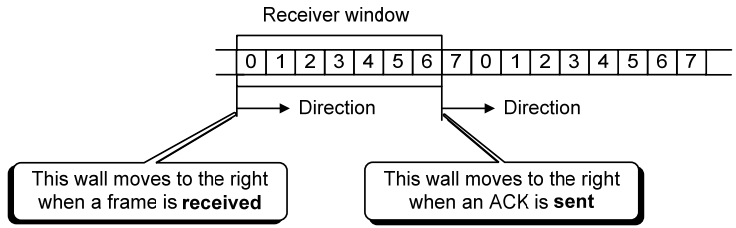 Receiver window
0 1 2 3 4 5 6 7 0 1 2 3 4 5 6 7
Direction Direction
This wall moves to the right
when a frame is received
This wall moves to the right
when an ACK is sent